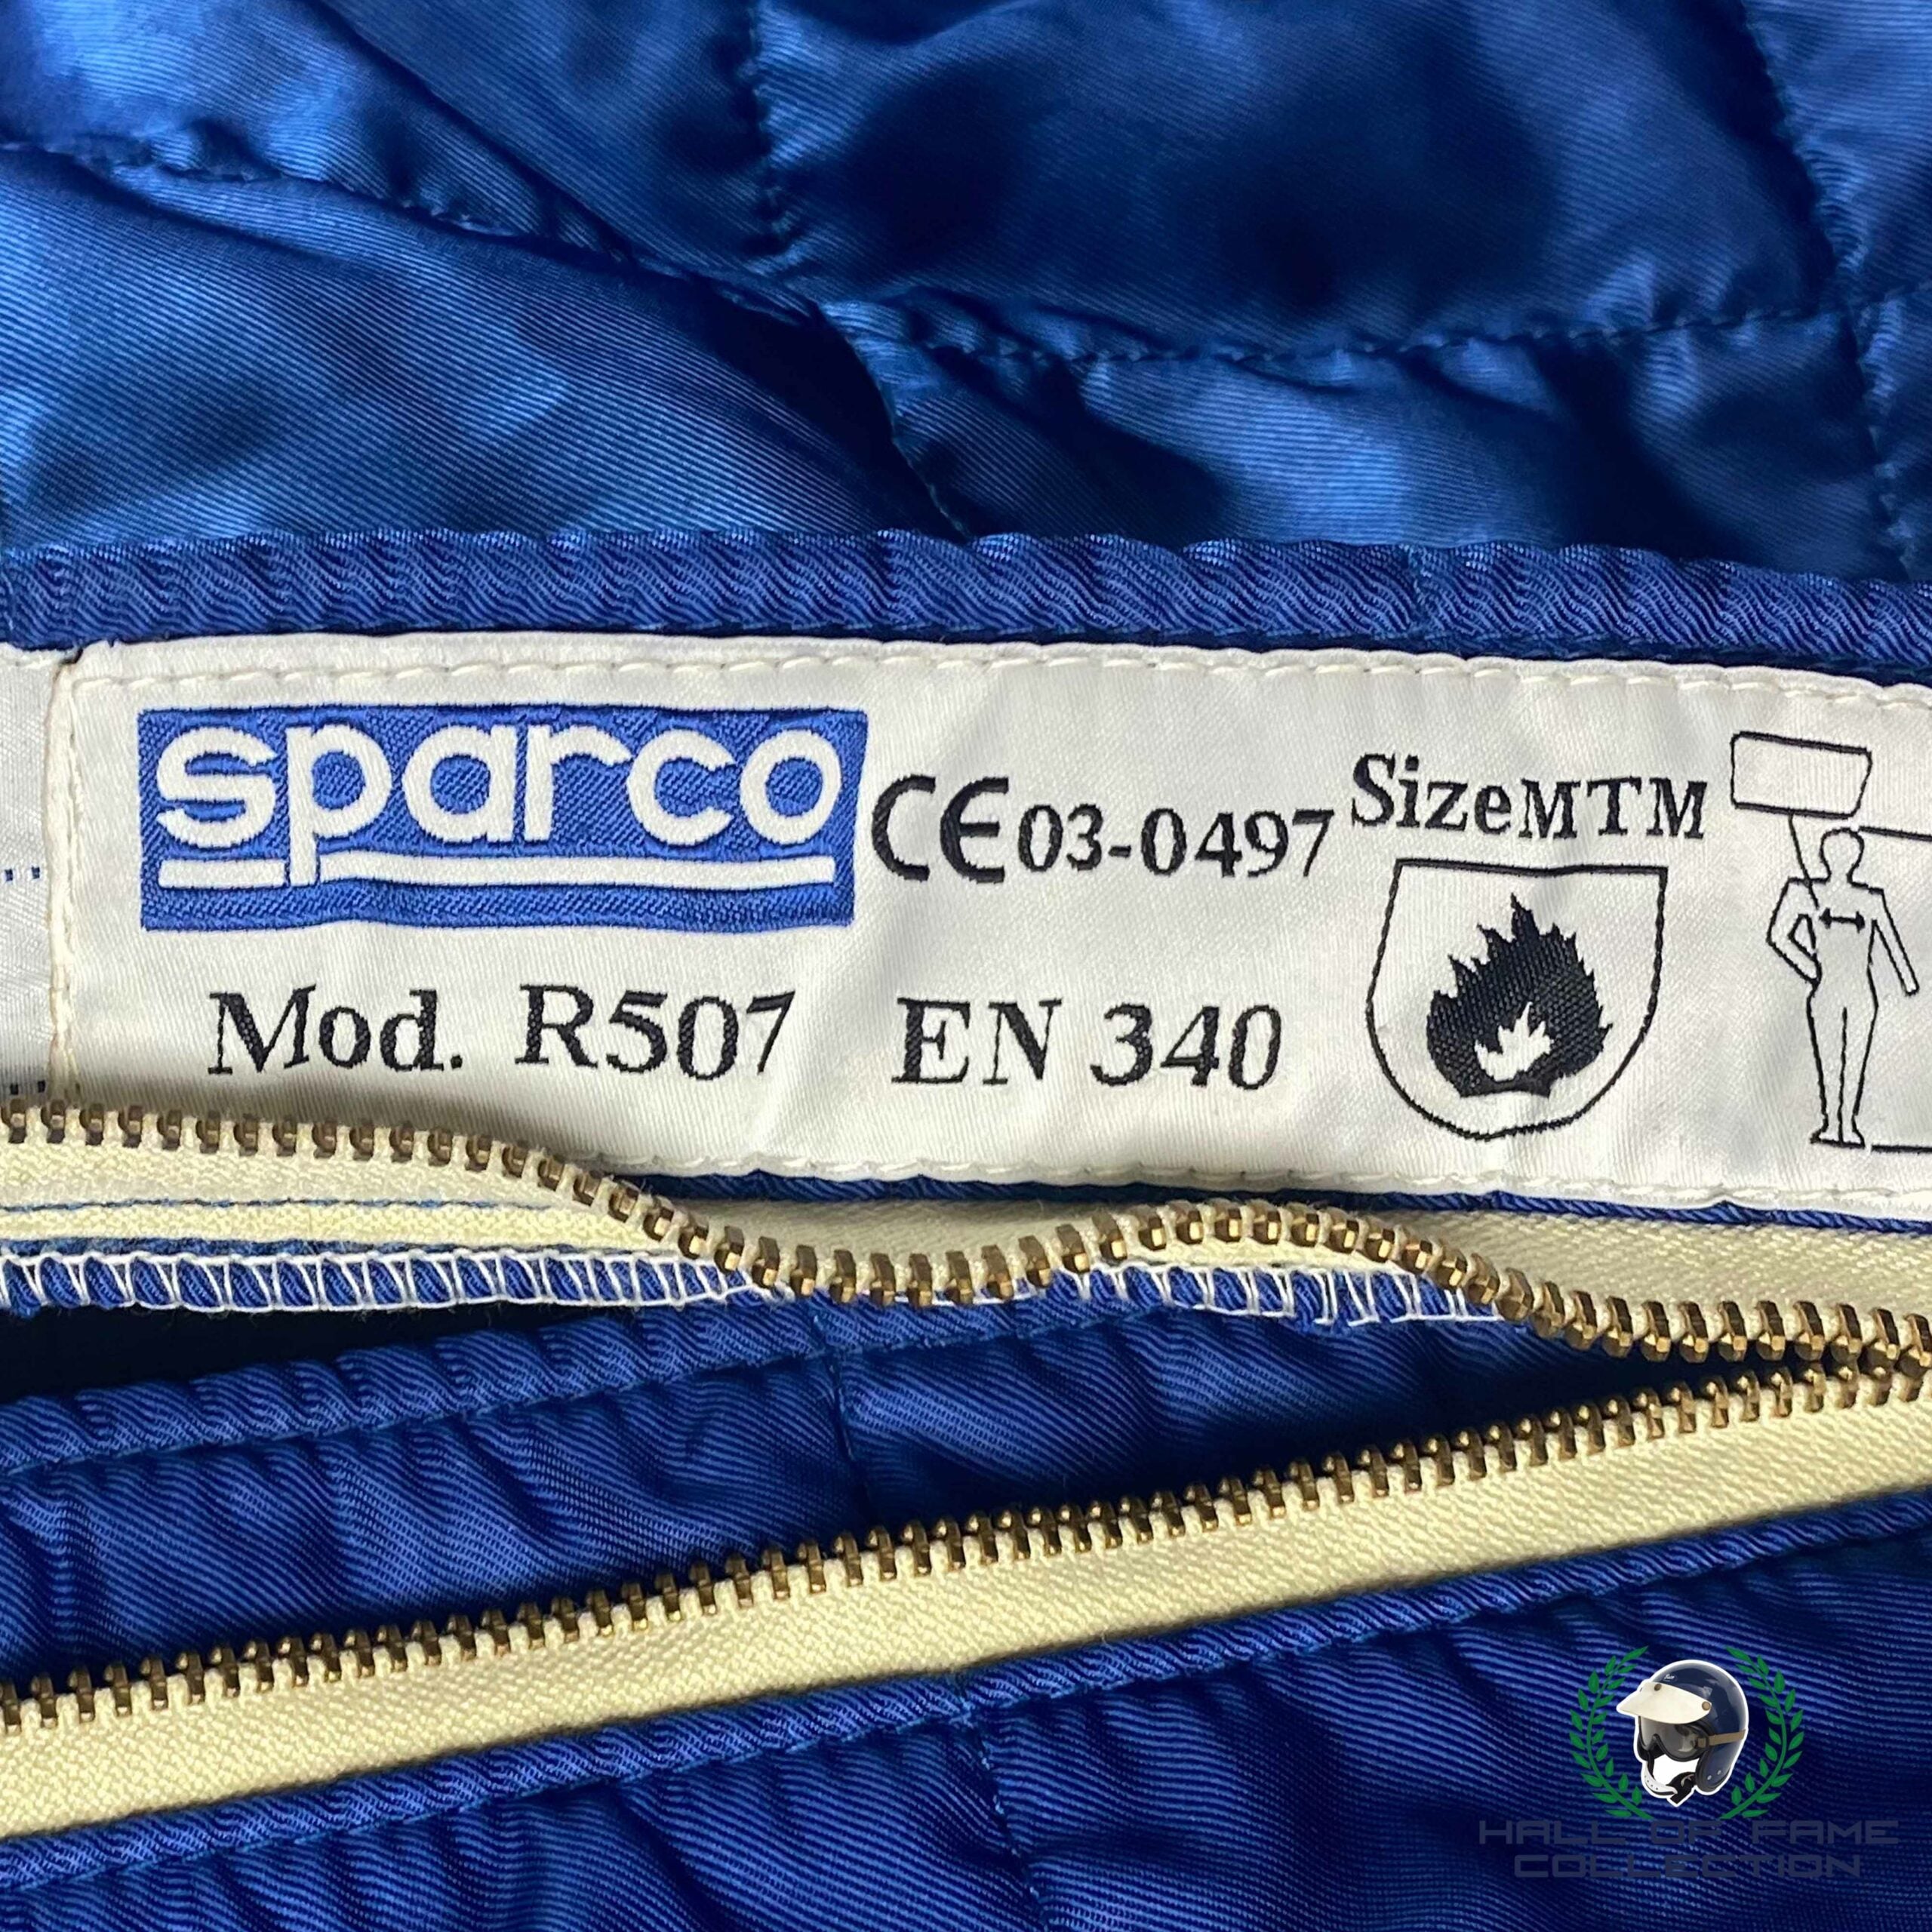 sparco
CE 03-0497
Size MTM
Mod. R507
EN 340
HALL OF FAME
COLLECTION